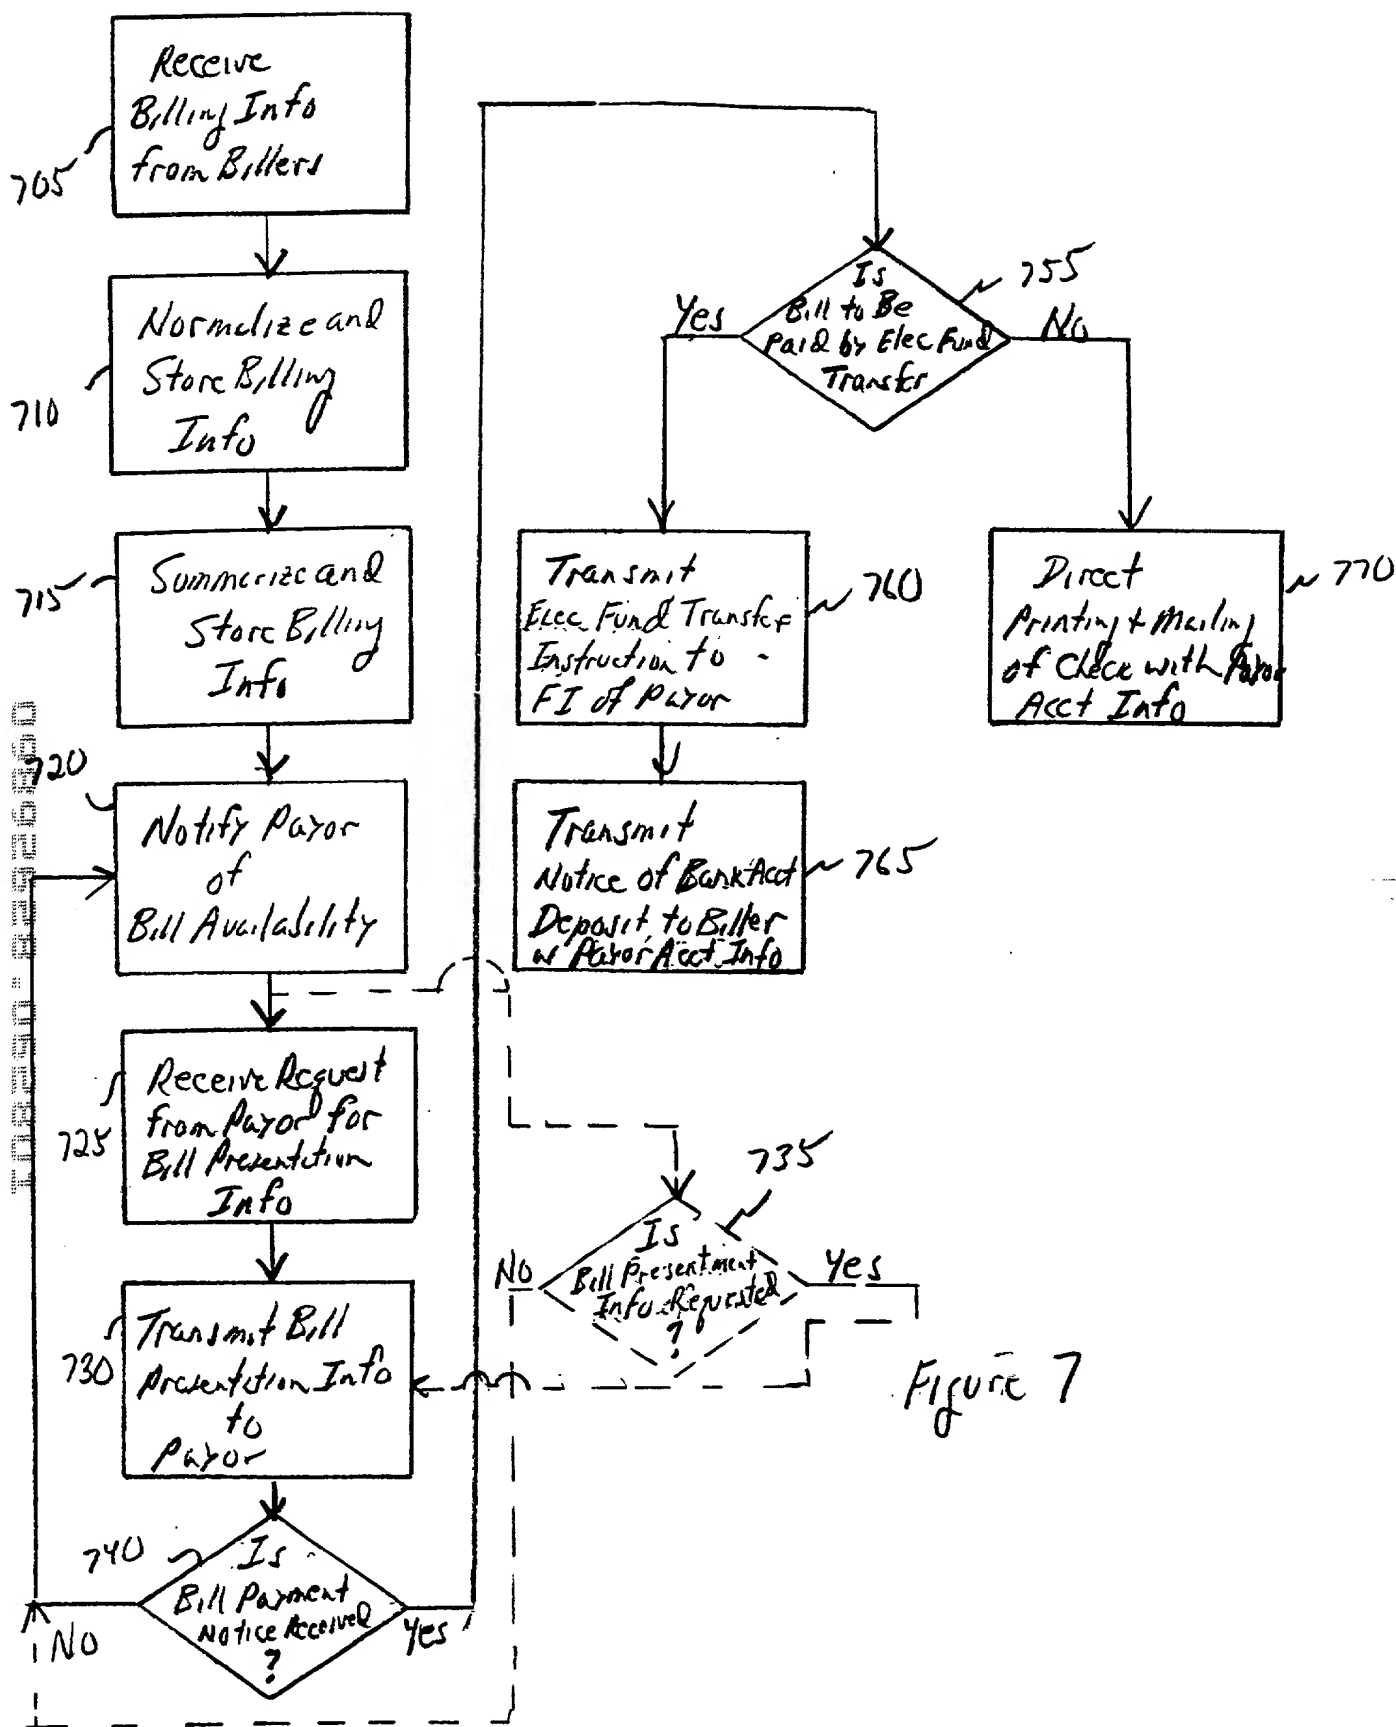 Receive
Billing Info
from Billers
705
Normalize and
Store Billing
Info
710
Summarize and
Store Billing
Info
715
720
Notify Payor
of
Bill Availability
Receive Request
from Payor for
Bill Presentation
Info
725
Transmit Bill
Presentation Info
to
Payor
730
740
Is
Bill Payment
Notice Received
?
No
Yes
Is
Bill to Be
Paid by Elec Fund
Transfer
755
Yes
No
Transmit
Elec Fund Transfer
Instruction to
FI of Payor
760
Direct
Printing + Mailing
of Check with Payor
Acct Info
770
Transmit
Notice of Bank Acct
Deposit to Biller
w Payor Acct Info
765
735
Is
Bill Presentment
Info Requested
?
No
Yes
Figure 7